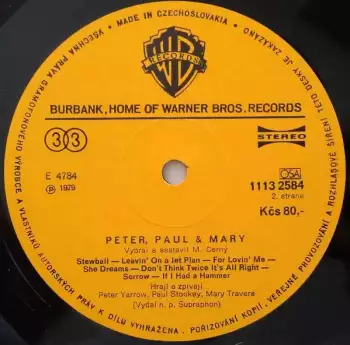 MADE IN CZECHOSLOVAKIA
VŠECHNA PRÁVA GRAMOFONOVÉHO VÝROBCE A VLASTNÍKŮ AUTORSKÝCH PRÁV K DÍLU VYHRAŽENA. POŘIZOVÁNÍ KOPIÍ, VEŘEJNÉ PROVOZOVÁNÍ A ROZHLASOVÉ ŠÍŘENÍ TÉTO DESKY JE ZAKÁZÁNO
WB
RECORDS
BURBANK, HOME OF WARNER BROS. RECORDS
33
STEREO
E 4784
Ⓟ 1979
OSA
1113 2584
2. strana
Kčs 80,-
PETER, PAUL & MARY
Vybral a sestavil M. Černý
Stewball — Leavin' On a Jet Plan — For Lovin' Me —
She Dreams — Don't Think Twice It's All Right —
Sorrow — If I Had a Hammer
Hrají a zpívají
Peter Yarrow, Paul Stookey, Mary Travers
(Vydal n. p. Supraphon)